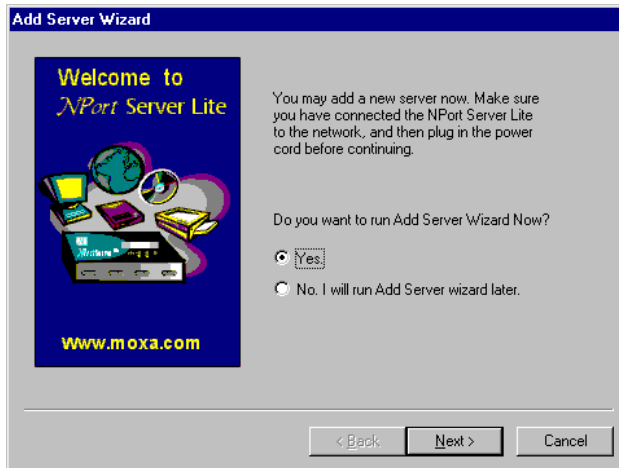 Add Server Wizard
Welcome to
NPort Server Lite
www.moxa.com
You may add a new server now. Make sure
you have connected the NPort Server Lite
to the network, and then plug in the power
cord before continuing.
Do you want to run Add Server Wizard Now?
Yes.
No. I will run Add Server wizard later.
< Back
Next >
Cancel